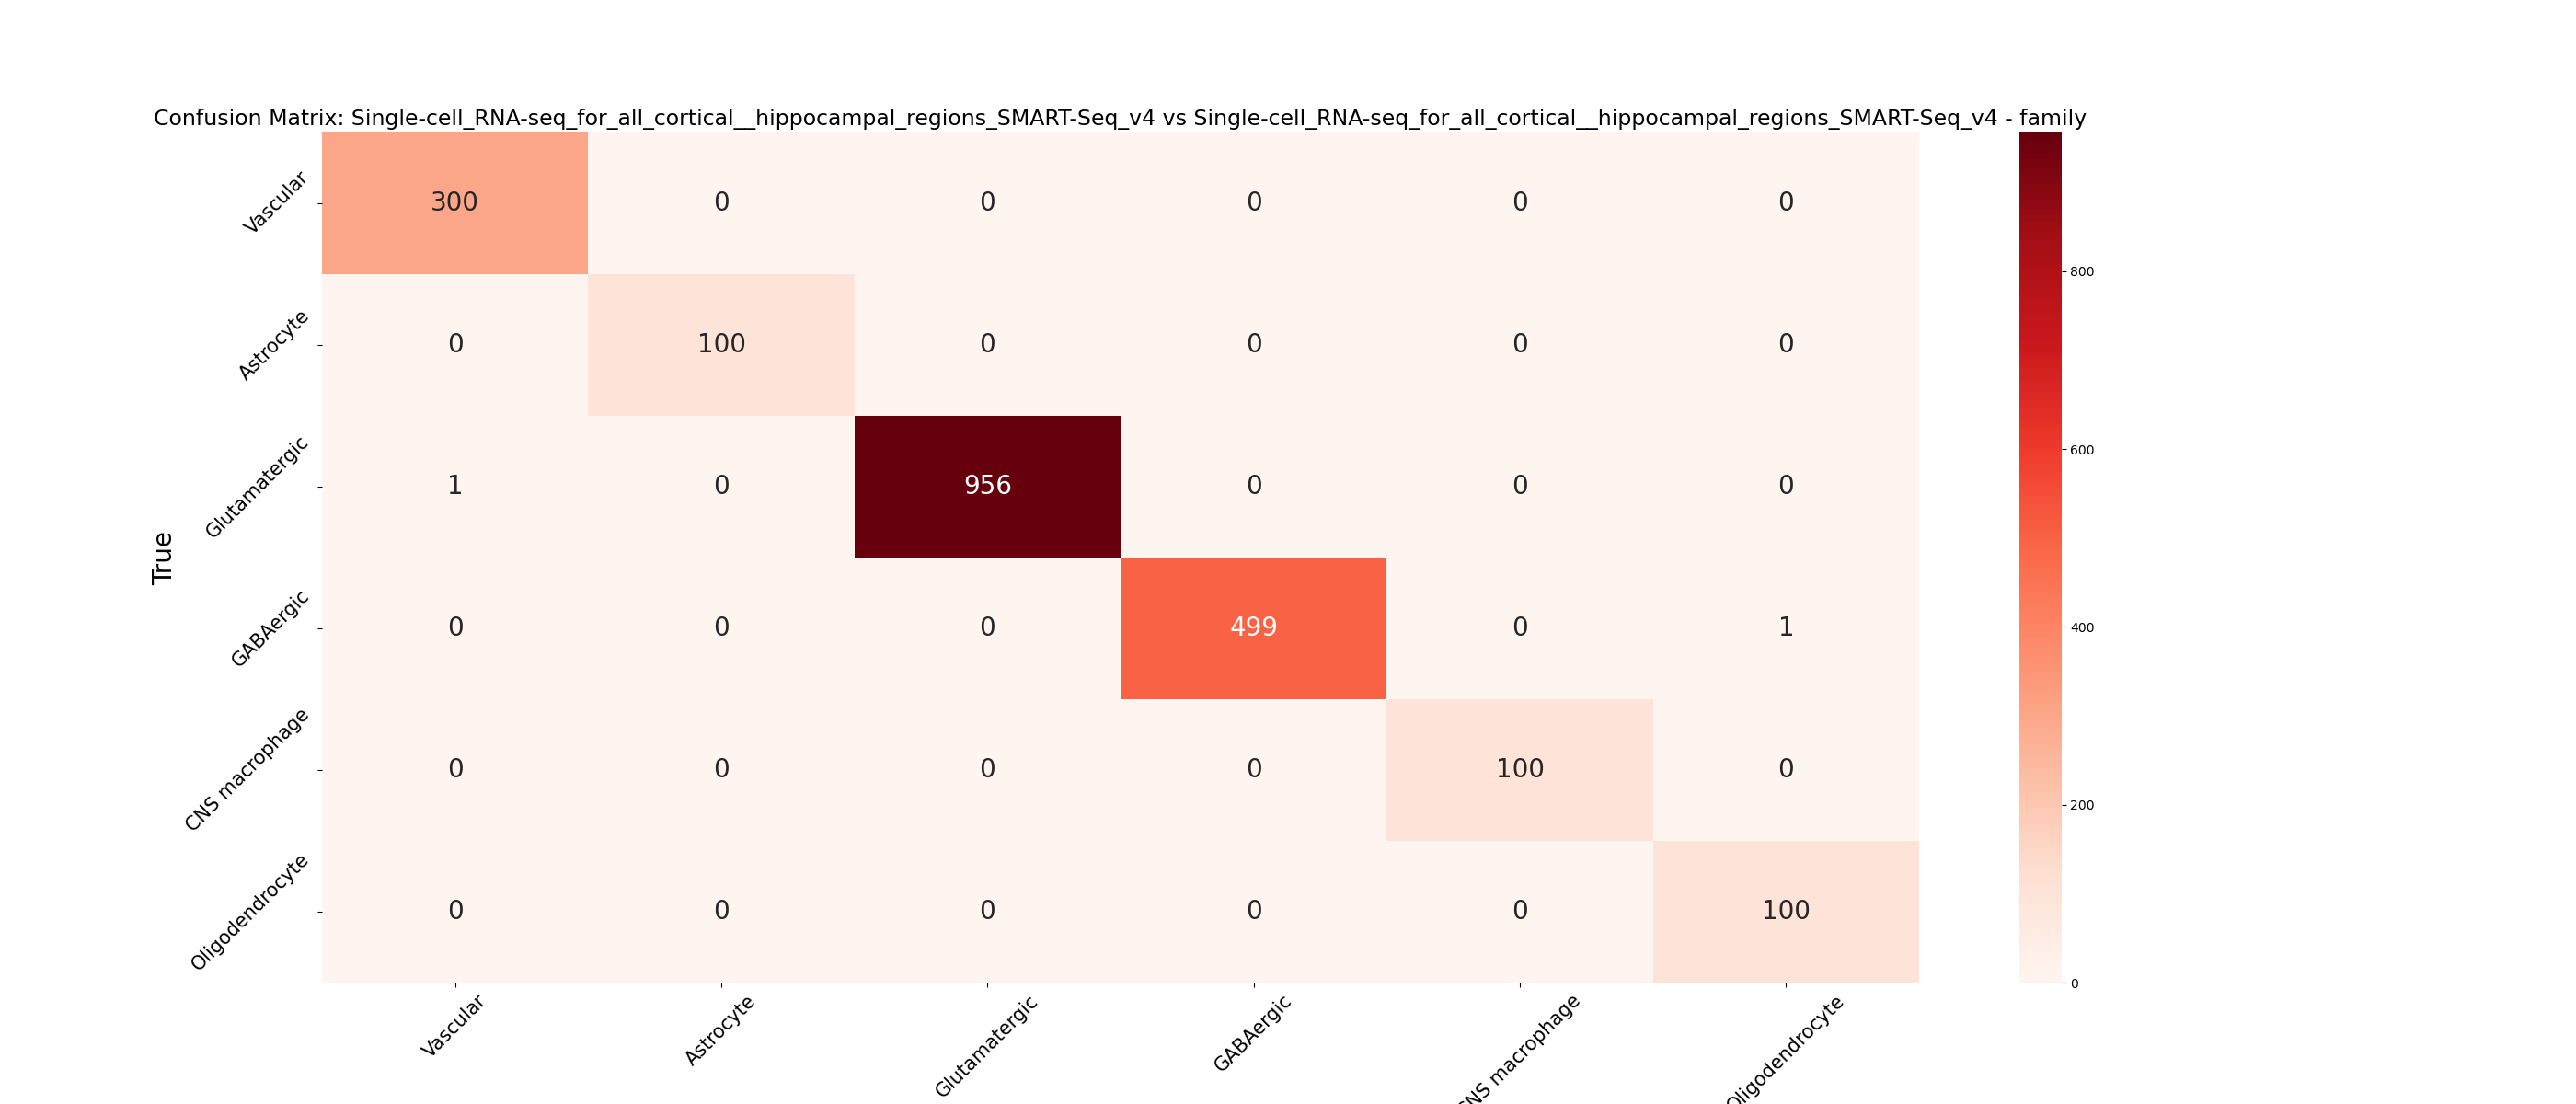 Confusion Matrix: Single-cell_RNA-seq_for_all_cortical__hippocampal_regions_SMART-Seq_v4 vs Single-cell_RNA-seq_for_all_cortical__hippocampal_regions_SMART-Seq_v4 - family
True
Vascular 300 0 0 0 0 0
Astrocyte 0 100 0 0 0 0
Glutamatergic 1 0 956 0 0 0
GABAergic 0 0 0 499 0 1
CNS macrophage 0 0 0 0 100 0
Oligodendrocyte 0 0 0 0 0 100
Vascular Astrocyte Glutamatergic GABAergic CNS macrophage Oligodendrocyte
800
600
400
200
0